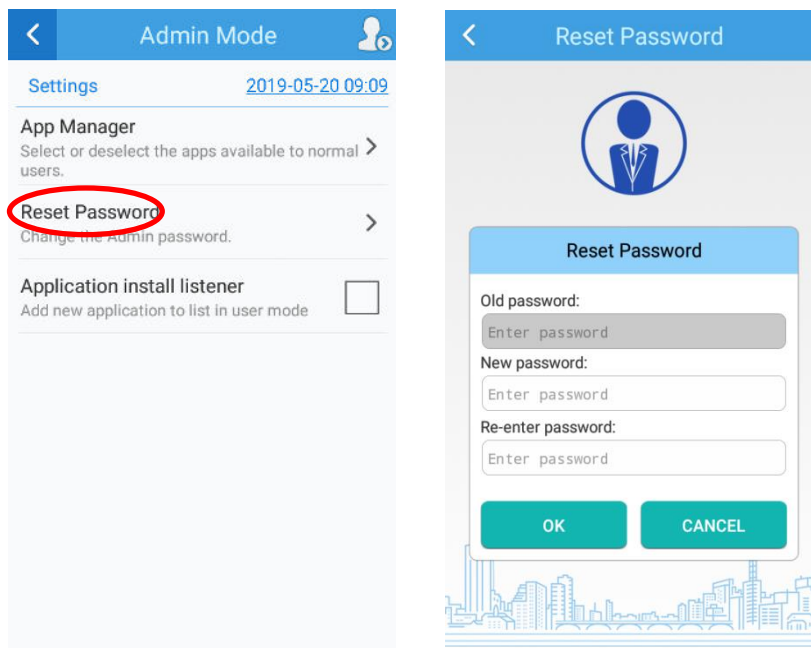 Admin Mode
Settings 2019-05-20 09:09
App Manager
Select or deselect the apps available to normal
users.
Reset Password
Change the Admin password.
Application install listener
Add new application to list in user mode
Reset Password
Reset Password
Old password:
Enter password
New password:
Enter password
Re-enter password:
Enter password
OK CANCEL